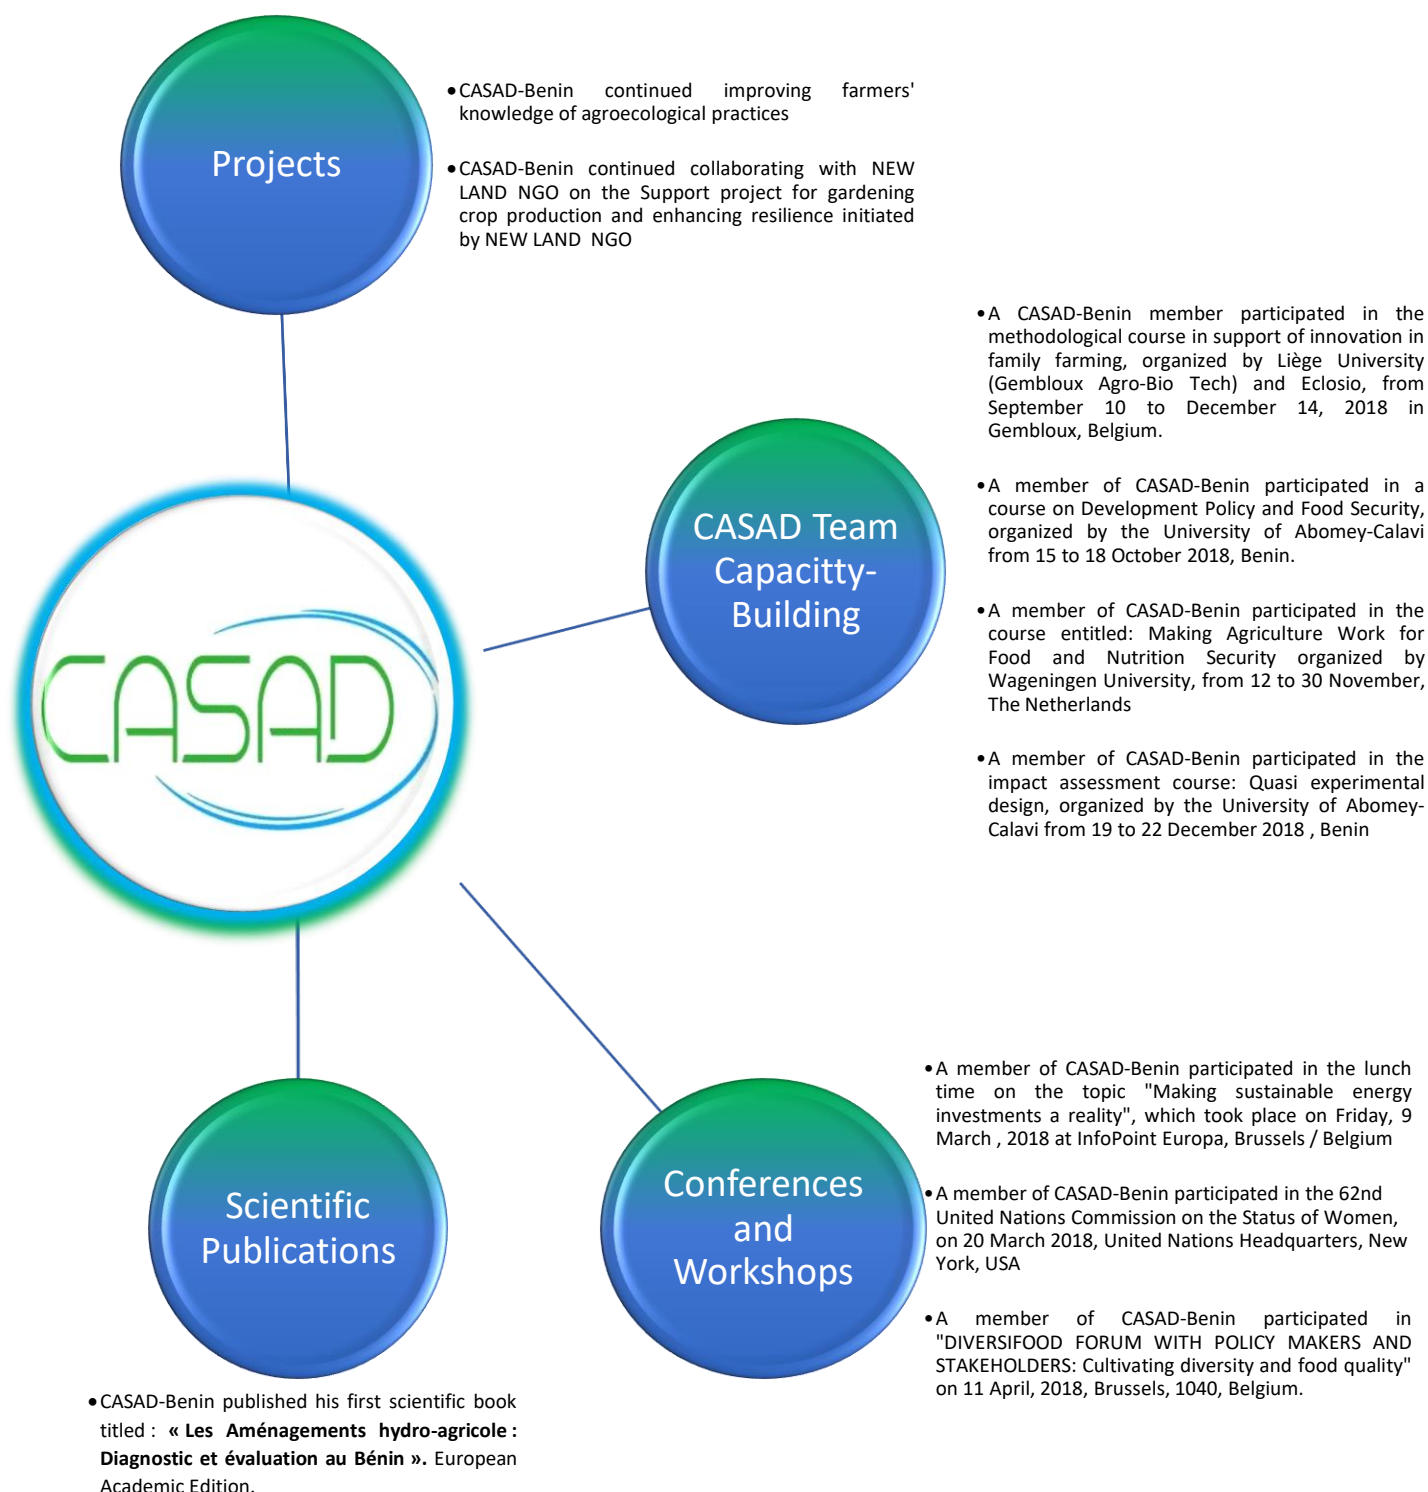 Projects
•CASAD-Benin continued improving farmers'
knowledge of agroecological practices
•CASAD-Benin continued collaborating with NEW
LAND NGO on the Support project for gardening
crop production and enhancing resilience initiated
by NEW LAND NGO
CASAD Team
Capacitty-
Building
•A CASAD-Benin member participated in the
methodological course in support of innovation in
family farming, organized by Liège University
(Gembloux Agro-Bio Tech) and Eclosio, from
September 10 to December 14, 2018 in
Gembloux, Belgium.
•A member of CASAD-Benin participated in a
course on Development Policy and Food Security,
organized by the University of Abomey-Calavi
from 15 to 18 October 2018, Benin.
•A member of CASAD-Benin participated in the
course entitled: Making Agriculture Work for
Food and Nutrition Security organized by
Wageningen University, from 12 to 30 November,
The Netherlands
•A member of CASAD-Benin participated in the
impact assessment course: Quasi experimental
design, organized by the University of Abomey-
Calavi from 19 to 22 December 2018 , Benin
CASAD
Conferences
and
Workshops
•A member of CASAD-Benin participated in the lunch
time on the topic "Making sustainable energy
investments a reality", which took place on Friday, 9
March , 2018 at InfoPoint Europa, Brussels / Belgium
•A member of CASAD-Benin participated in the 62nd
United Nations Commission on the Status of Women,
on 20 March 2018, United Nations Headquarters, New
York, USA
•A member of CASAD-Benin participated in
"DIVERSIFOOD FORUM WITH POLICY MAKERS AND
STAKEHOLDERS: Cultivating diversity and food quality"
on 11 April, 2018, Brussels, 1040, Belgium.
Scientific
Publications
•CASAD-Benin published his first scientific book
titled : « Les Aménagements hydro-agricole :
Diagnostic et évaluation au Bénin ». European
Academic Edition.